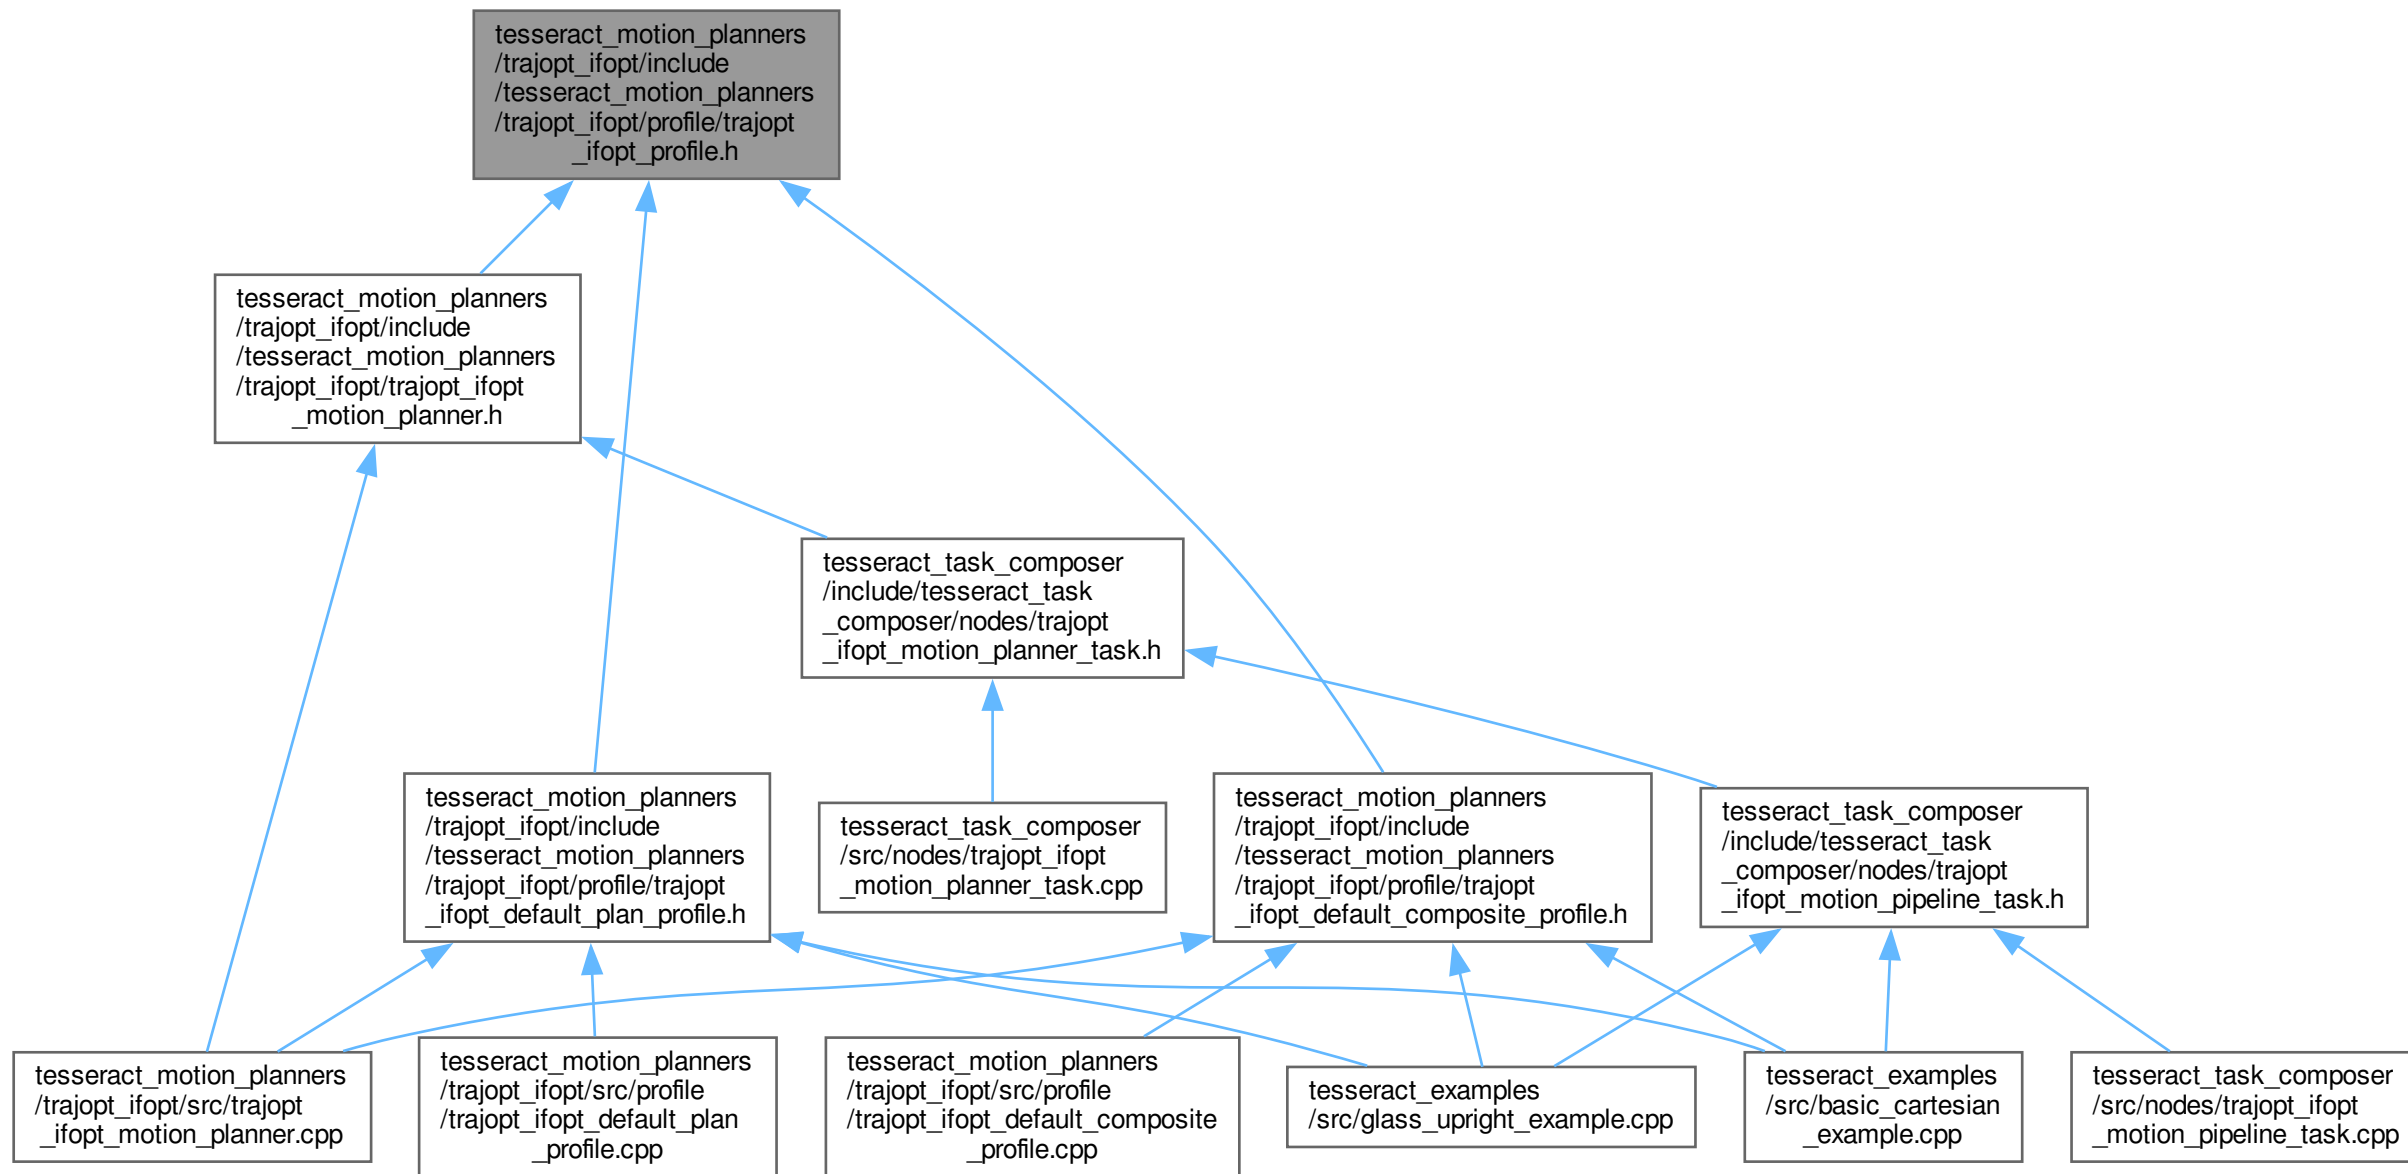 tesseract_motion_planners
/trajopt_ifopt/include
/tesseract_motion_planners
/trajopt_ifopt/profile/trajopt
_ifopt_profile.h
tesseract_motion_planners
/trajopt_ifopt/include
/tesseract_motion_planners
/trajopt_ifopt/trajopt_ifopt
_motion_planner.h
tesseract_task_composer
/include/tesseract_task
_composer/nodes/trajopt
_ifopt_motion_planner_task.h
tesseract_motion_planners
/trajopt_ifopt/include
/tesseract_motion_planners
/trajopt_ifopt/profile/trajopt
_ifopt_default_plan_profile.h
tesseract_task_composer
/src/nodes/trajopt_ifopt
_motion_planner_task.cpp
tesseract_motion_planners
/trajopt_ifopt/include
/tesseract_motion_planners
/trajopt_ifopt/profile/trajopt
_ifopt_default_composite_profile.h
tesseract_task_composer
/include/tesseract_task
_composer/nodes/trajopt
_ifopt_motion_pipeline_task.h
tesseract_motion_planners
/trajopt_ifopt/src/trajopt
_ifopt_motion_planner.cpp
tesseract_motion_planners
/trajopt_ifopt/src/profile
/trajopt_ifopt_default_plan
_profile.cpp
tesseract_motion_planners
/trajopt_ifopt/src/profile
/trajopt_ifopt_default_composite
_profile.cpp
tesseract_examples
/src/glass_upright_example.cpp
tesseract_examples
/src/basic_cartesian
_example.cpp
tesseract_task_composer
/src/nodes/trajopt_ifopt
_motion_pipeline_task.cpp